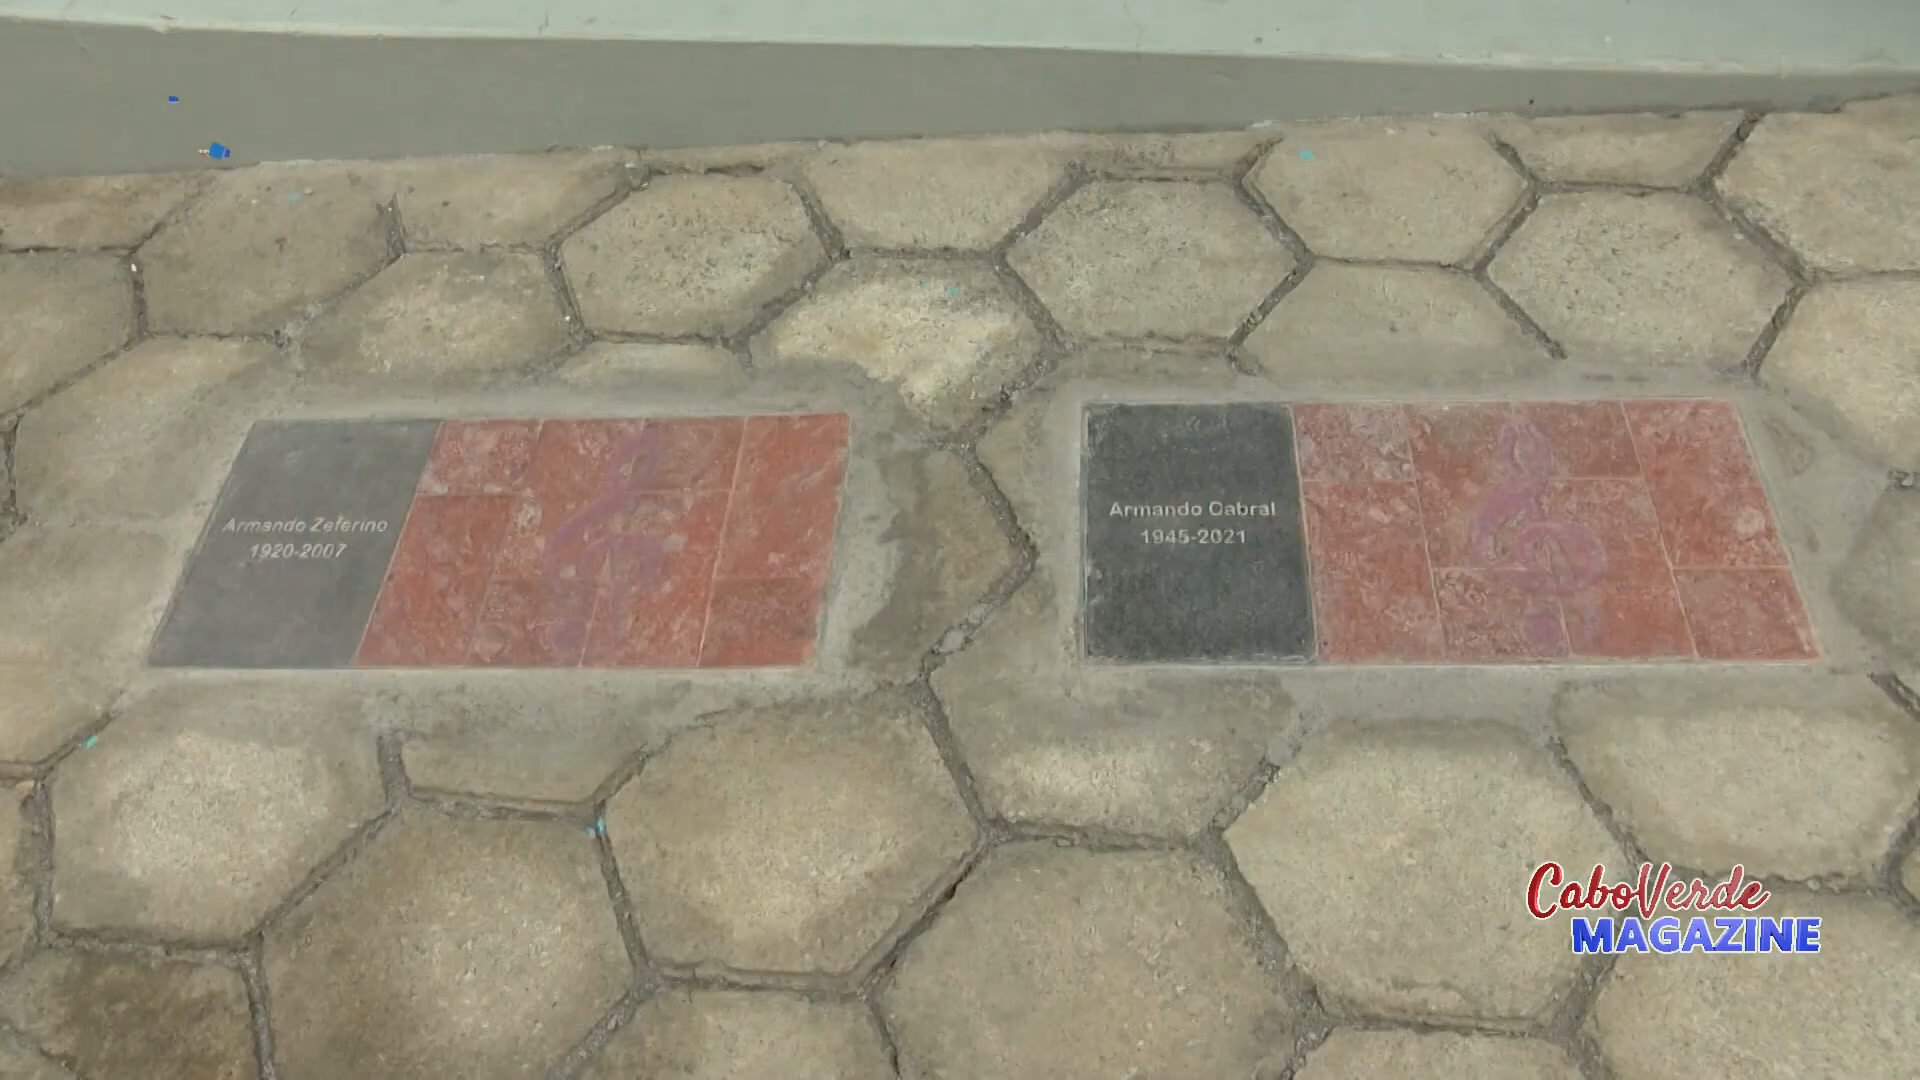 Armando Zeferino
1920-2007
Armando Cabral
1945-2021
CaboVerde
MAGAZINE